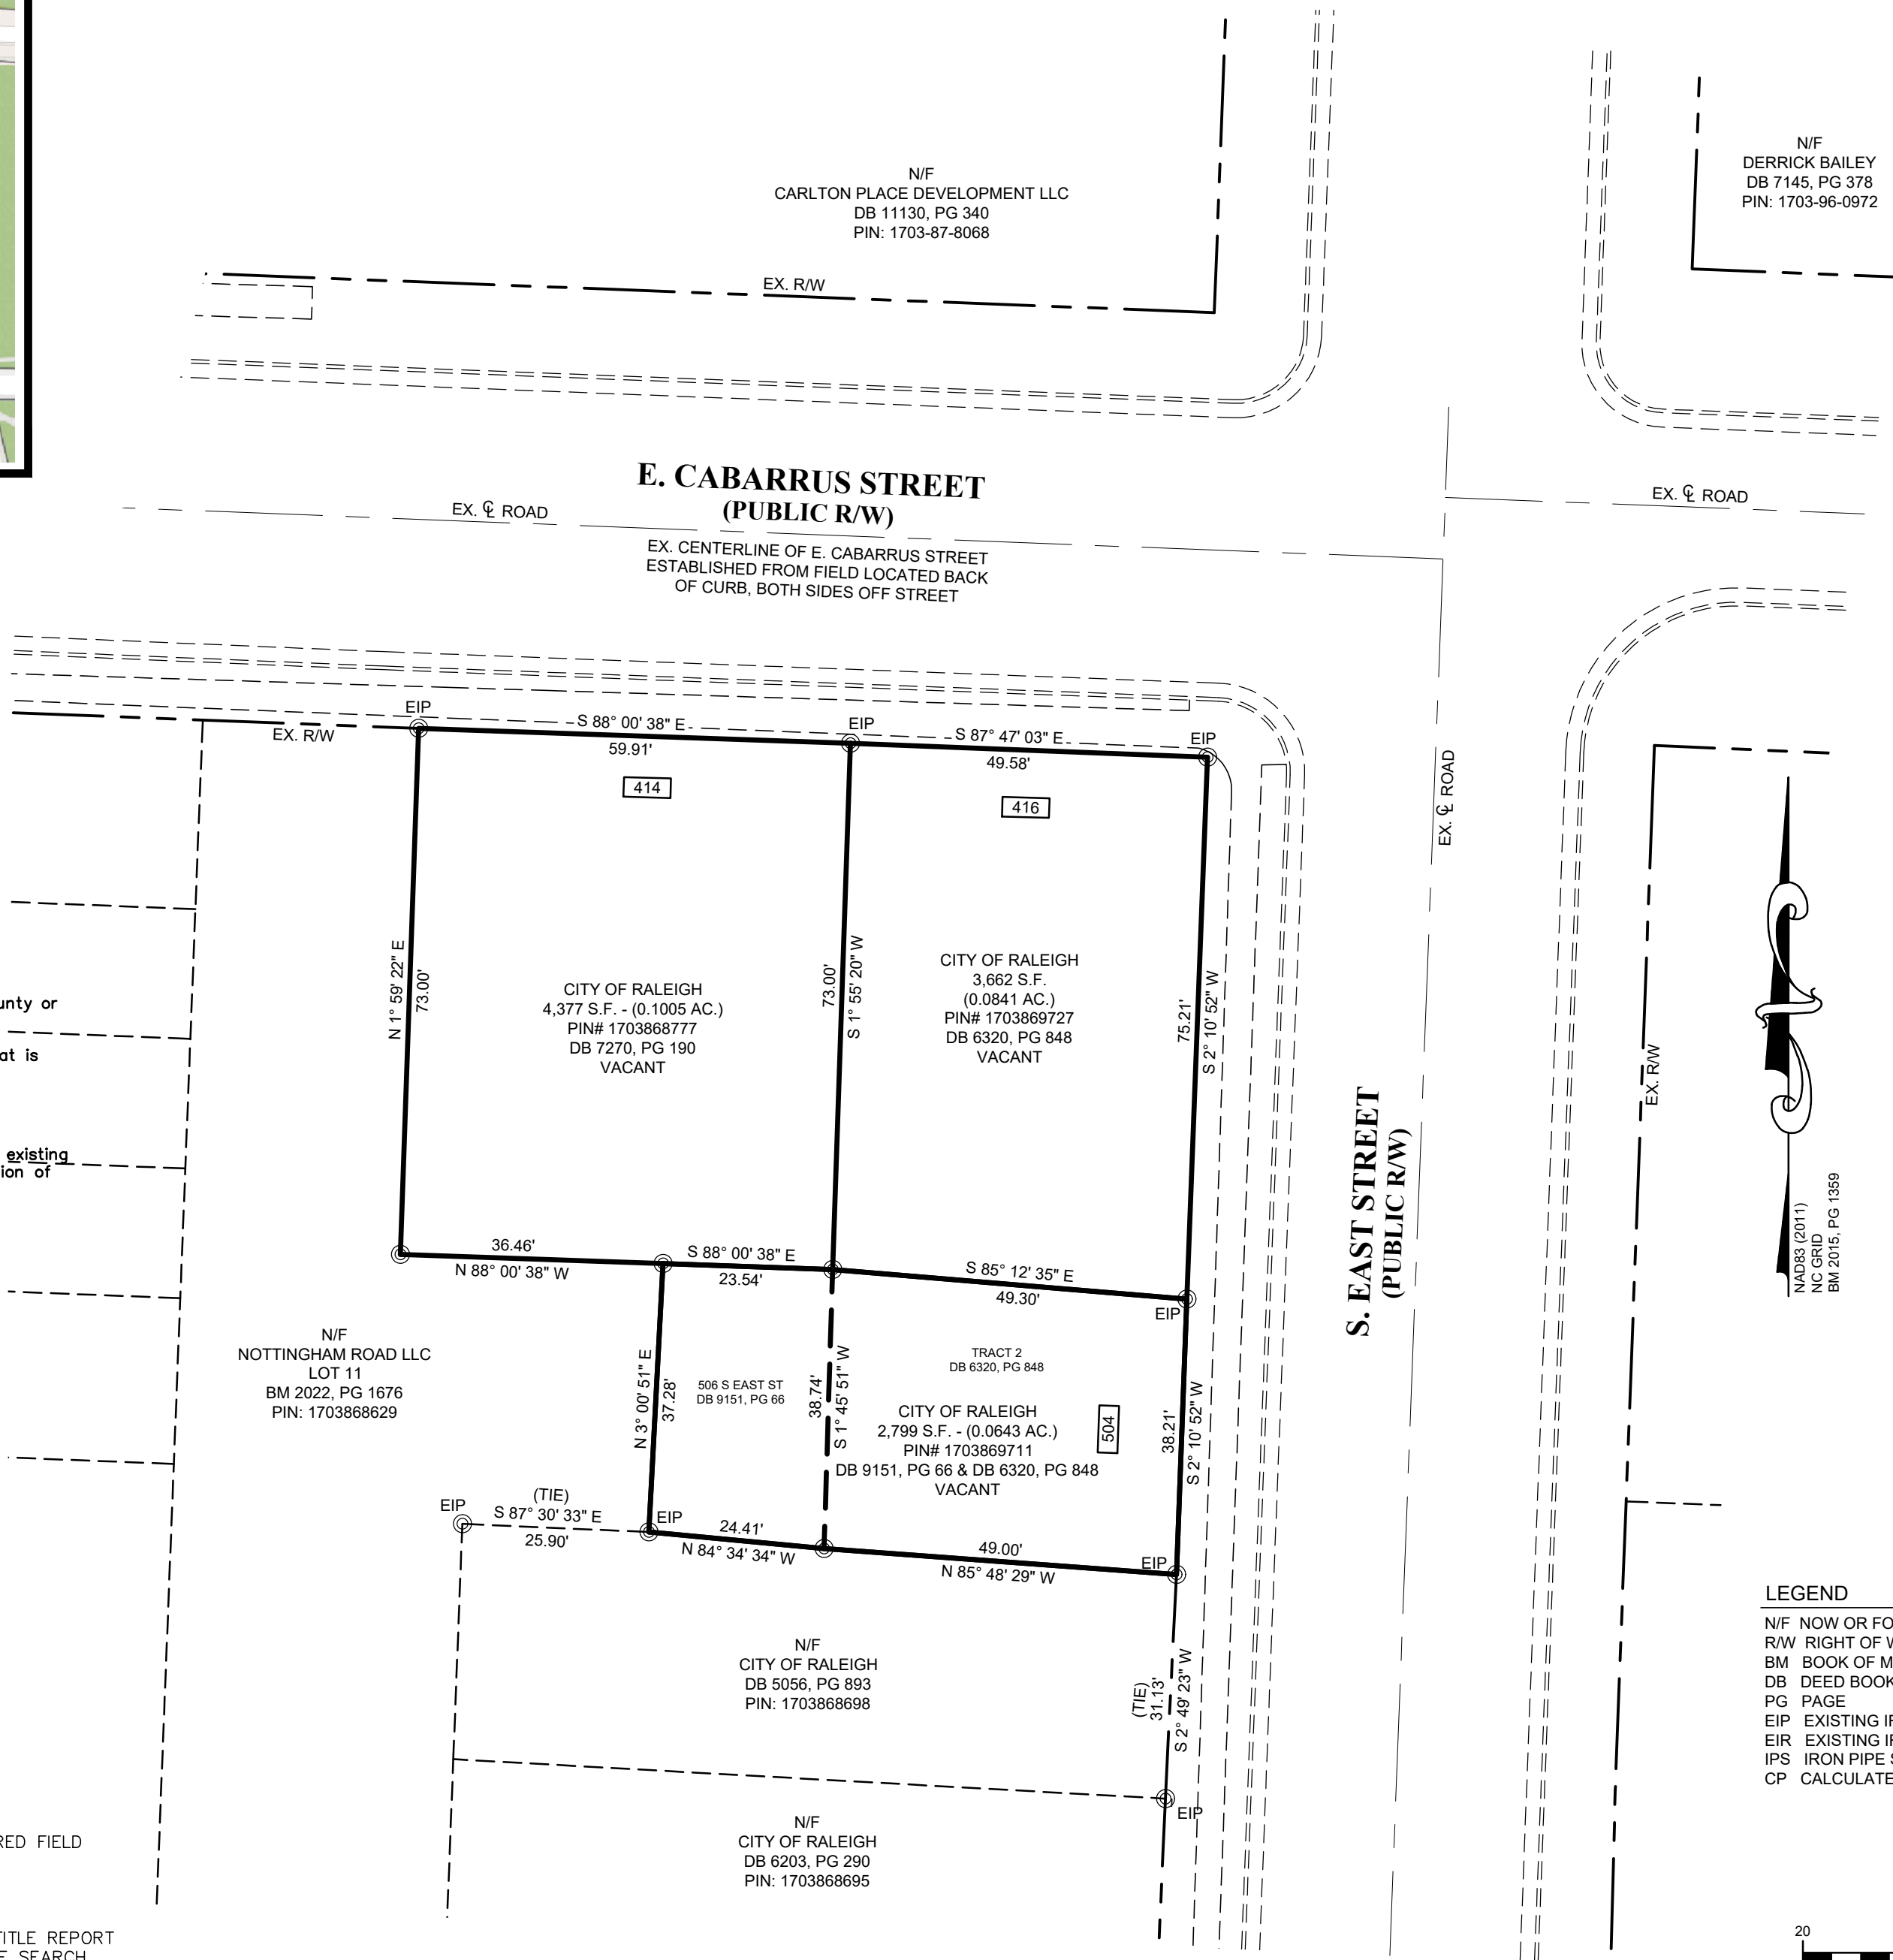 N/F
CARLTON PLACE DEVELOPMENT LLC
DB 11130, PG 340
PIN: 1703-87-8068
N/F
DERRICK BAILEY
DB 7145, PG 378
PIN: 1703-96-0972
EX. R/W
E. CABARRUS STREET
(PUBLIC R/W)
EX. ℄ ROAD
EX. ℄ ROAD
EX. CENTERLINE OF E. CABARRUS STREET
ESTABLISHED FROM FIELD LOCATED BACK
OF CURB, BOTH SIDES OFF STREET
EIP
S 88° 00' 38" E
59.91'
EIP
S 87° 47' 03" E
49.58'
EIP
EX. R/W
414
416
EX. ℄ ROAD
N 1° 59' 22" E
73.00'
CITY OF RALEIGH
4,377 S.F. - (0.1005 AC.)
PIN# 1703868777
DB 7270, PG 190
VACANT
73.00'
S 1° 55' 20" W
CITY OF RALEIGH
3,662 S.F.
(0.0841 AC.)
PIN# 1703869727
DB 6320, PG 848
VACANT
75.21'
S 2° 10' 52" W
unty or
at is
existing
ion of
S. EAST STREET
(PUBLIC R/W)
EX. R/W
NAD83 (2011)
NC GRID
BM 2015, PG 1359
36.46'
N 88° 00' 38" W
S 88° 00' 38" E
23.54'
S 85° 12' 35" E
49.30'
EIP
N/F
NOTTINGHAM ROAD LLC
LOT 11
BM 2022, PG 1676
PIN: 1703868629
N 3° 00' 51" E
37.28'
506 S EAST ST
DB 9151, PG 66
38.74'
S 1° 45' 51" W
TRACT 2
DB 6320, PG 848
CITY OF RALEIGH
2,799 S.F. - (0.0643 AC.)
PIN# 1703869711
DB 9151, PG 66 & DB 6320, PG 848
VACANT
504
38.21'
S 2° 10' 52" W
EIP
(TIE)
S 87° 30' 33" E
25.90'
EIP
24.41'
N 84° 34' 34" W
49.00'
N 85° 48' 29" W
EIP
N/F
CITY OF RALEIGH
DB 5056, PG 893
PIN: 1703868698
(TIE)
31.13'
S 2° 49' 23" W
EIP
N/F
CITY OF RALEIGH
DB 6203, PG 290
PIN: 1703868695
LEGEND
N/F NOW OR FO
R/W RIGHT OF W
BM BOOK OF M
DB DEED BOOK
PG PAGE
EIP EXISTING IF
EIR EXISTING IF
IPS IRON PIPE S
CP CALCULATE
RED FIELD
TITLE REPORT
E SEARCH
20